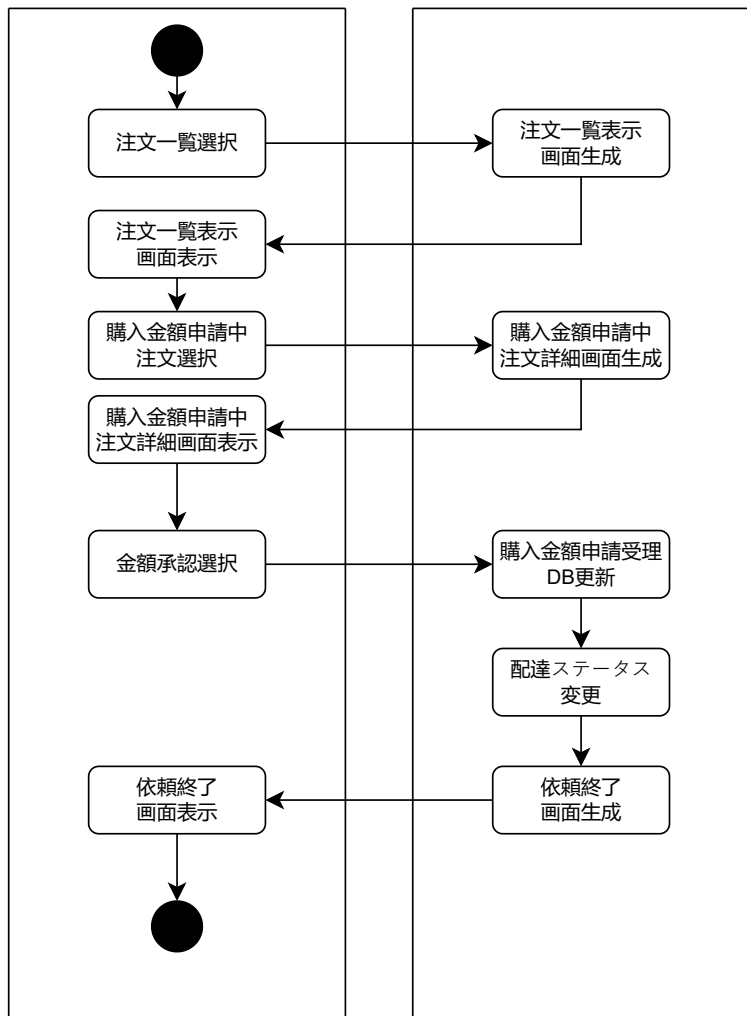 注文一覧選択
注文一覧表示
画面生成
注文一覧表示
画面表示
購入金額申請中
注文選択
購入金額申請中
注文詳細画面生成
購入金額申請中
注文詳細画面表示
金額承認選択
購入金額申請受理
DB更新
配達ステータス
変更
依頼終了
画面生成
依頼終了
画面表示